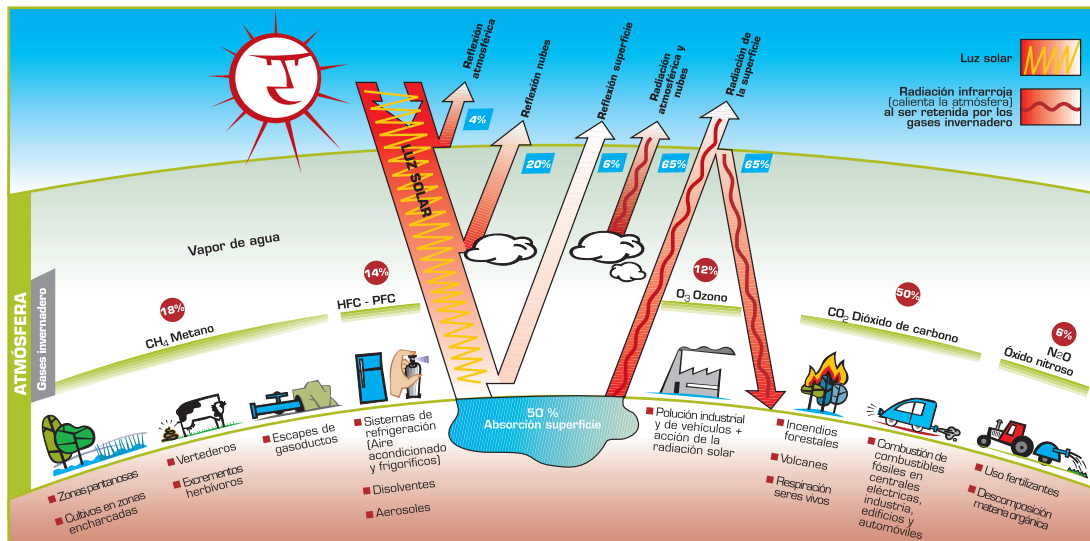 Luz solar
Radiación infrarroja
(calienta la atmósfera)
al ser retenida por los
gases invernadero
Reflexión
atmosférica
Reflexión nubes
Reflexión superficie
Radiación
atmosférica y
nubes
Radiación de
la superficie
4%
20%
6%
65%
65%
LUZ SOLAR
ATMÓSFERA
Gases invernadero
Vapor de agua
18%
CH4 Metano
14%
HFC - PFC
12%
O3 Ozono
50%
CO2 Dióxido de carbono
6%
N2O
Óxido nitroso
50 %
Absorción superficie
Zonas pantanosas
Cultivos en zonas
encharcadas
Vertederos
Excrementos
herbívoros
Escapes de
gasoductos
Sistemas de
refrigeración (Aire
acondicionado
y frigoríficos)
Disolventes
Aerosoles
Polución industrial
y de vehículos +
acción de la
radiación solar
Incendios
forestales
Volcanes
Respiración
seres vivos
Combustión de
combustibles
fósiles en
centrales
eléctricas,
industria,
edificios y
automóviles
Uso fertilizantes
Descomposición
materia orgánica